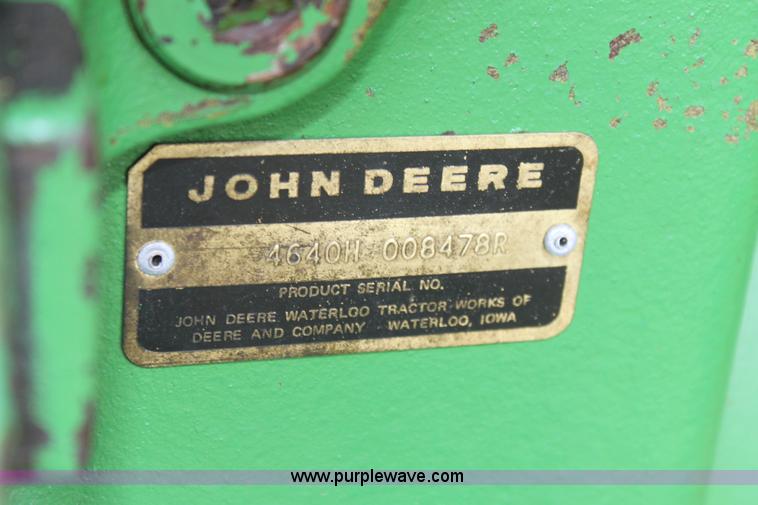 JOHN DEERE
4640H 008478R
PRODUCT SERIAL NO.
JOHN DEERE WATERLOO TRACTOR WORKS OF
DEERE AND COMPANY WATERLOO, IOWA
www.purplewave.com